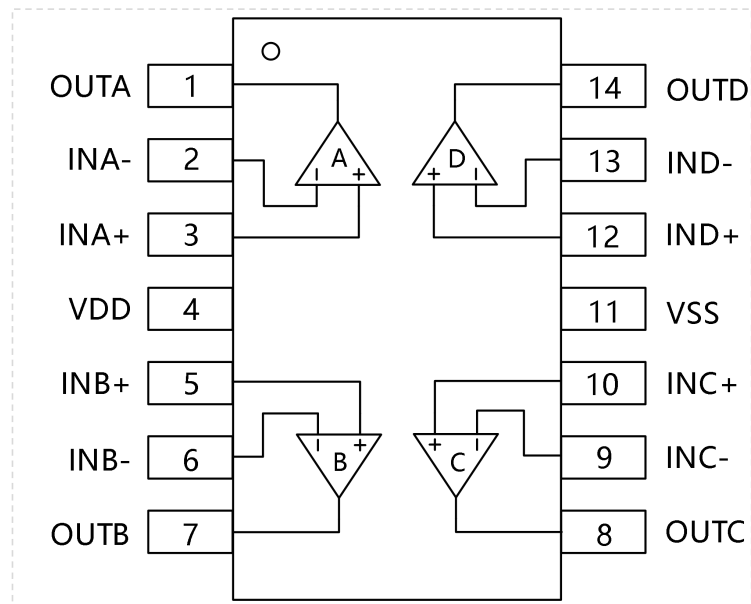 OUTA 1 14 OUTD
A D
INA- 2 - + + - 13 IND-
INA+ 3 12 IND+
VDD 4 11 VSS
INB+ 5 10 INC+
- + + -
INB- 6 B C 9 INC-
OUTB 7 8 OUTC